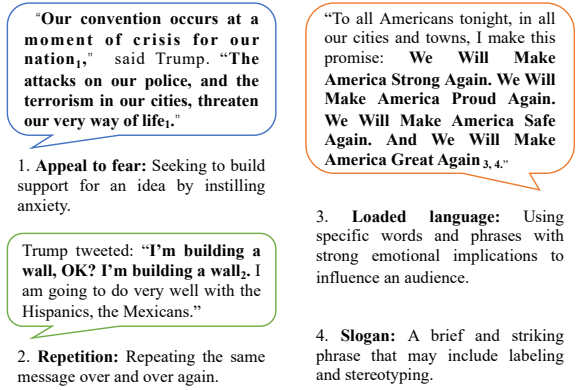 "Our convention occurs at a
moment of crisis for our
nation1," said Trump. "The
attacks on our police, and the
terrorism in our cities, threaten
our very way of life1."
1. Appeal to fear: Seeking to build
support for an idea by instilling
anxiety.
Trump tweeted: "I'm building a
wall, OK? I'm building a wall2. I
am going to do very well with the
Hispanics, the Mexicans."
2. Repetition: Repeating the same
message over and over again.
"To all Americans tonight, in all
our cities and towns, I make this
promise: We Will Make
America Strong Again. We Will
Make America Proud Again.
We Will Make America Safe
Again. And We Will Make
America Great Again 3, 4."
3. Loaded language: Using
specific words and phrases with
strong emotional implications to
influence an audience.
4. Slogan: A brief and striking
phrase that may include labeling
and stereotyping.